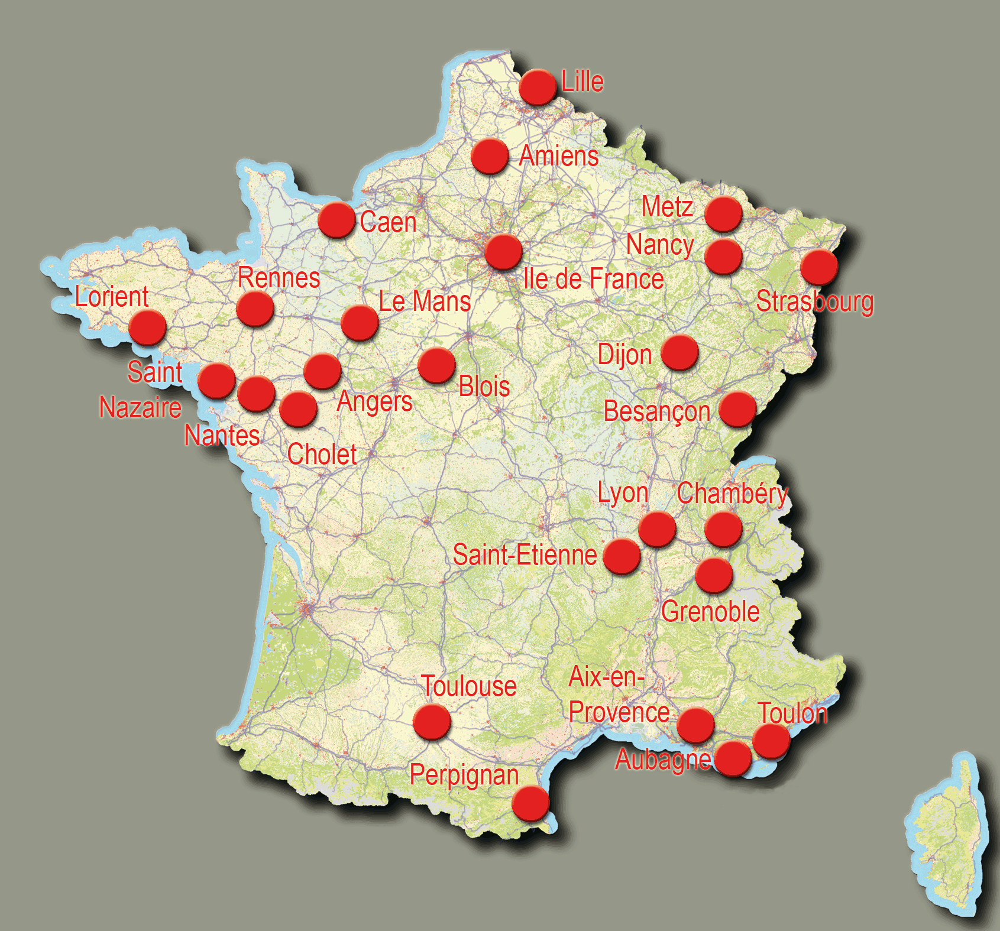 Lille
Amiens
Metz
Caen
Nancy
Ile de France
Rennes
Strasbourg
Lorient
Le Mans
Dijon
Saint
Nazaire
Blois
Angers
Besançon
Nantes
Cholet
Lyon
Chambéry
Saint-Etienne
Grenoble
Toulouse
Aix-en-
Provence
Toulon
Aubagne
Perpignan